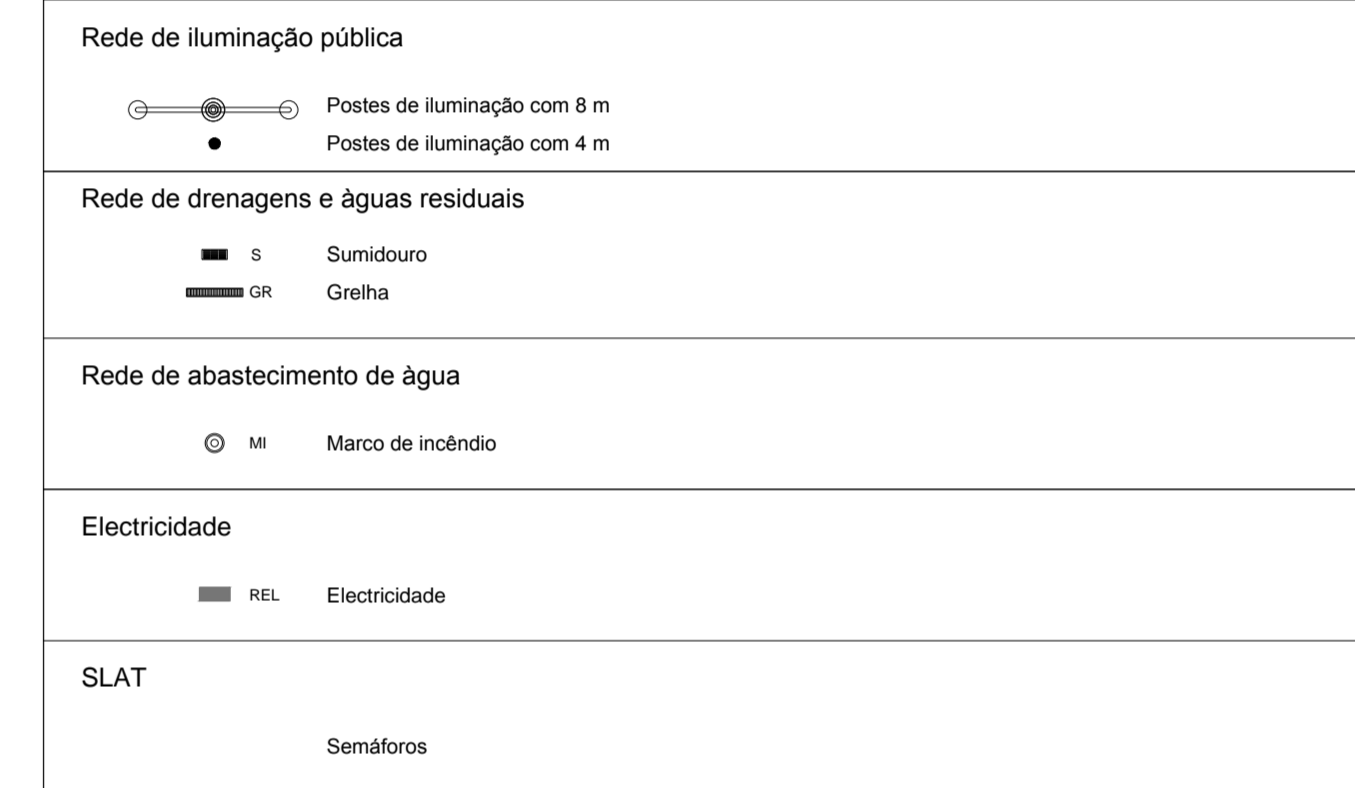 Rede de iluminação pública
Postes de iluminação com 8 m
Postes de iluminação com 4 m
Rede de drenagens e àguas residuais
S Sumidouro
GR Grelha
Rede de abastecimento de àgua
MI Marco de incêndio
Electricidade
REL Electricidade
SLAT
Semáforos